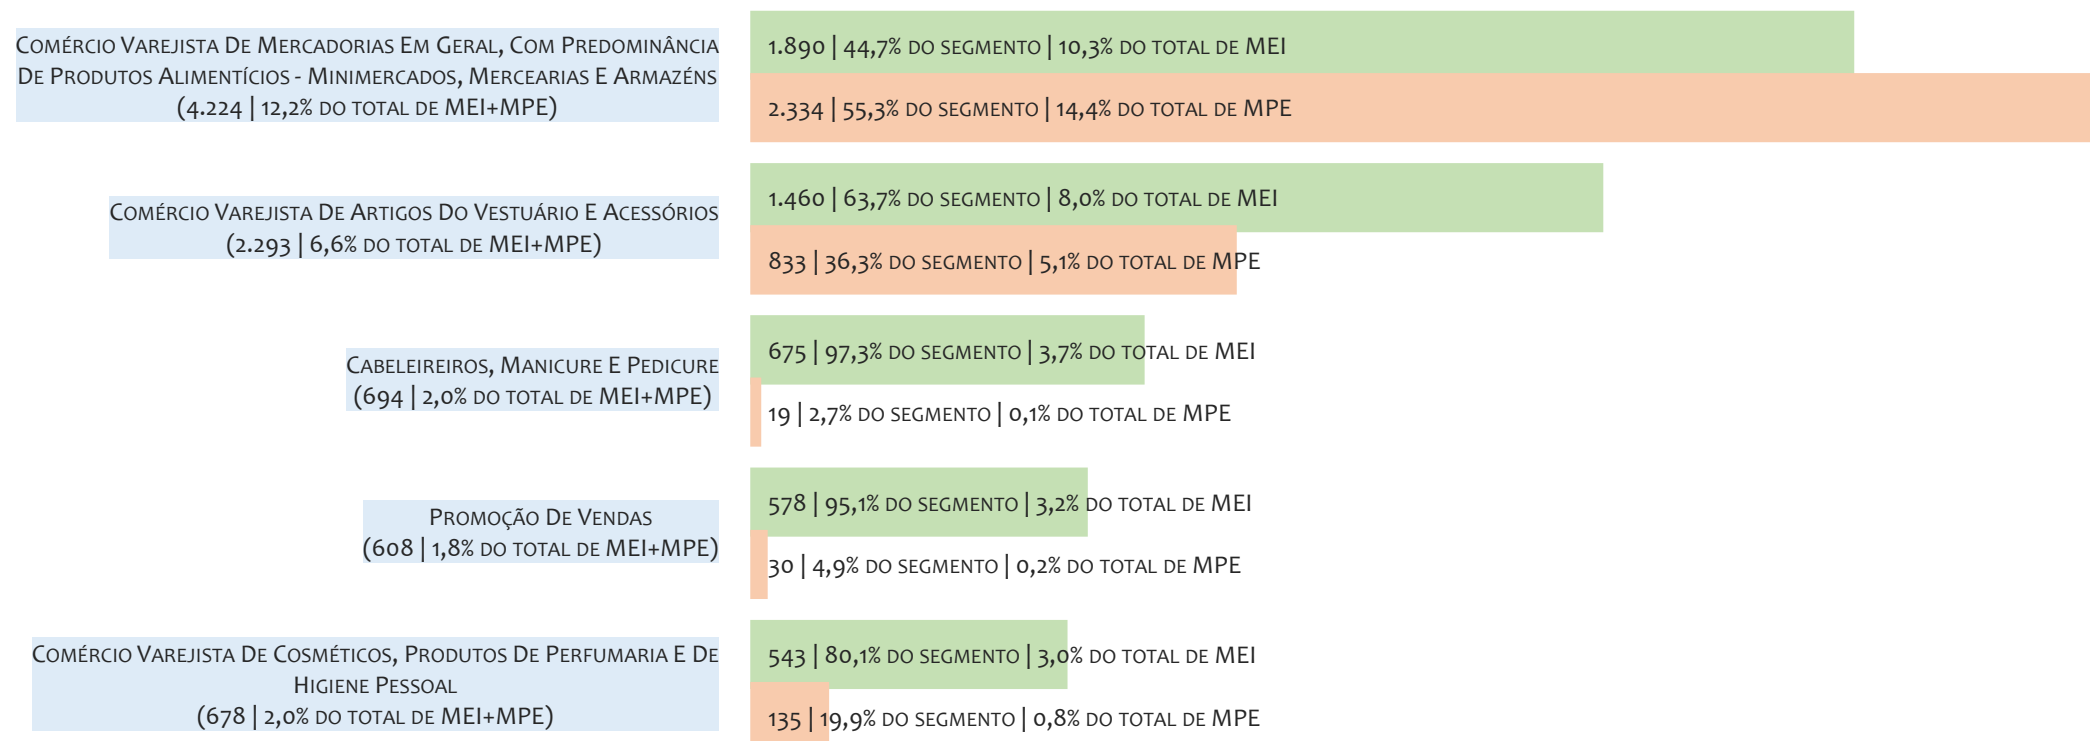 Comércio Varejista De Mercadorias Em Geral, Com Predominância
De Produtos Alimentícios - Minimercados, Mercearias E Armazéns
(4.224 | 12,2% do total de MEI+MPE)
1.890 | 44,7% do segmento | 10,3% do total de MEI
2.334 | 55,3% do segmento | 14,4% do total de MPE
Comércio Varejista De Artigos Do Vestuário E Acessórios
(2.293 | 6,6% do total de MEI+MPE)
1.460 | 63,7% do segmento | 8,0% do total de MEI
833 | 36,3% do segmento | 5,1% do total de MPE
Cabeleireiros, Manicure E Pedicure
(694 | 2,0% do total de MEI+MPE)
675 | 97,3% do segmento | 3,7% do total de MEI
19 | 2,7% do segmento | 0,1% do total de MPE
Promoção De Vendas
(608 | 1,8% do total de MEI+MPE)
578 | 95,1% do segmento | 3,2% do total de MEI
30 | 4,9% do segmento | 0,2% do total de MPE
Comércio Varejista De Cosméticos, Produtos De Perfumaria E De
Higiene Pessoal
(678 | 2,0% do total de MEI+MPE)
543 | 80,1% do segmento | 3,0% do total de MEI
135 | 19,9% do segmento | 0,8% do total de MPE